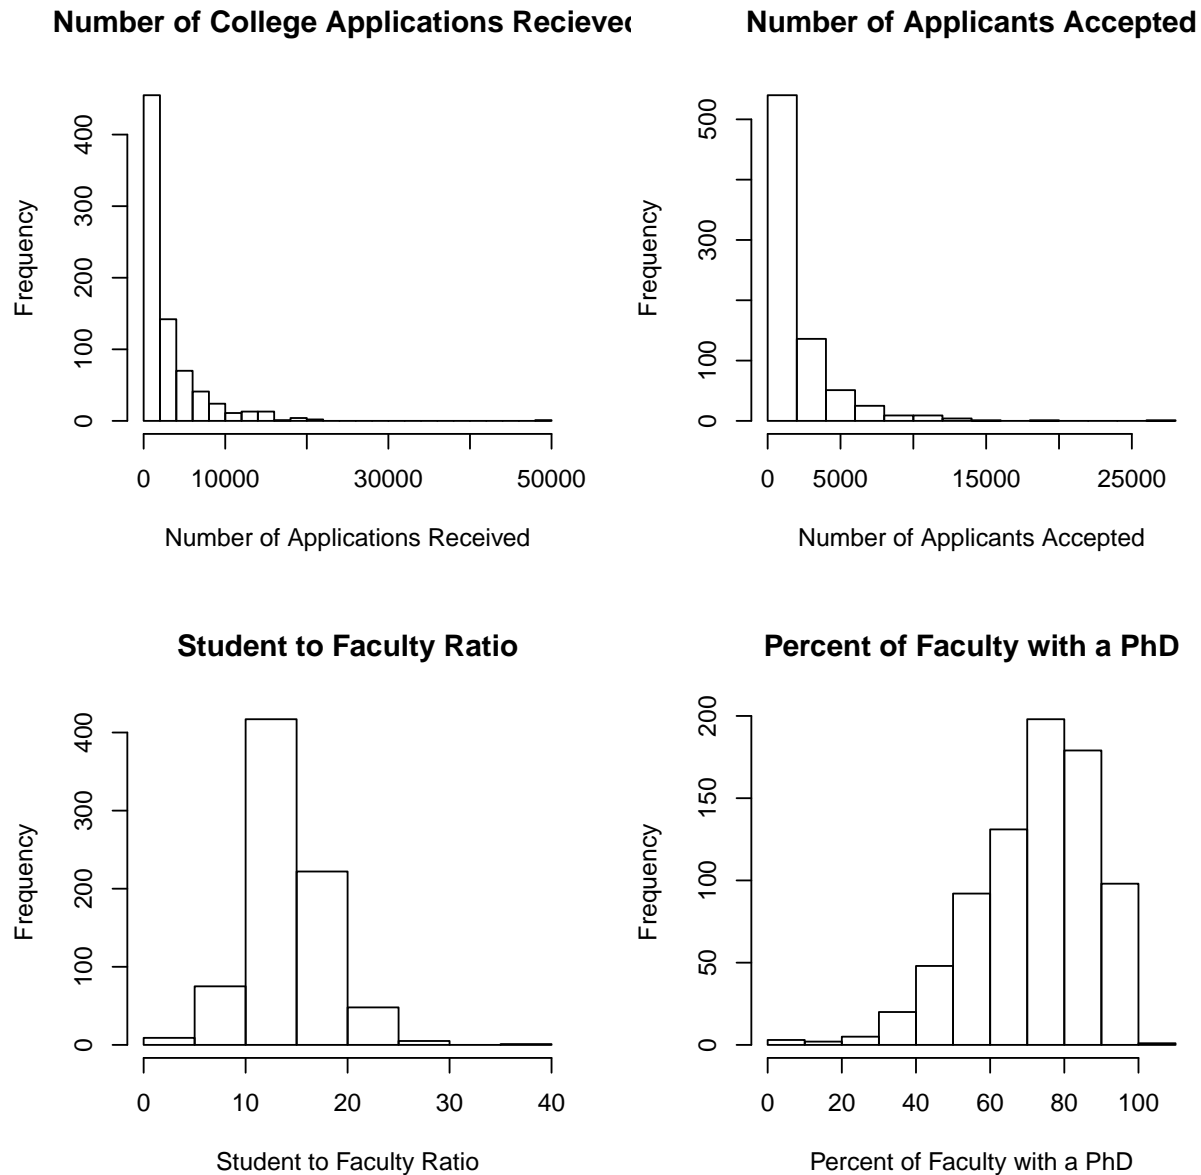 Number of College Applications Recieved
Frequency
400
300
200
100
0
0 10000 30000 50000
Number of Applications Received
Number of Applicants Accepted
Frequency
500
300
100
0
0 5000 15000 25000
Number of Applicants Accepted
Student to Faculty Ratio
Frequency
400
300
200
100
0
0 10 20 30 40
Student to Faculty Ratio
Percent of Faculty with a PhD
Frequency
200
150
100
50
0
0 20 40 60 80 100
Percent of Faculty with a PhD